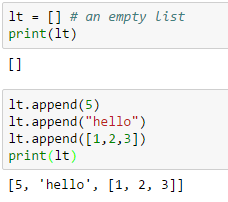 lt = [] # an empty list
print(lt)
[]
lt.append(5)
lt.append("hello")
lt.append([1,2,3])
print(lt)
[5, 'hello', [1, 2, 3]]